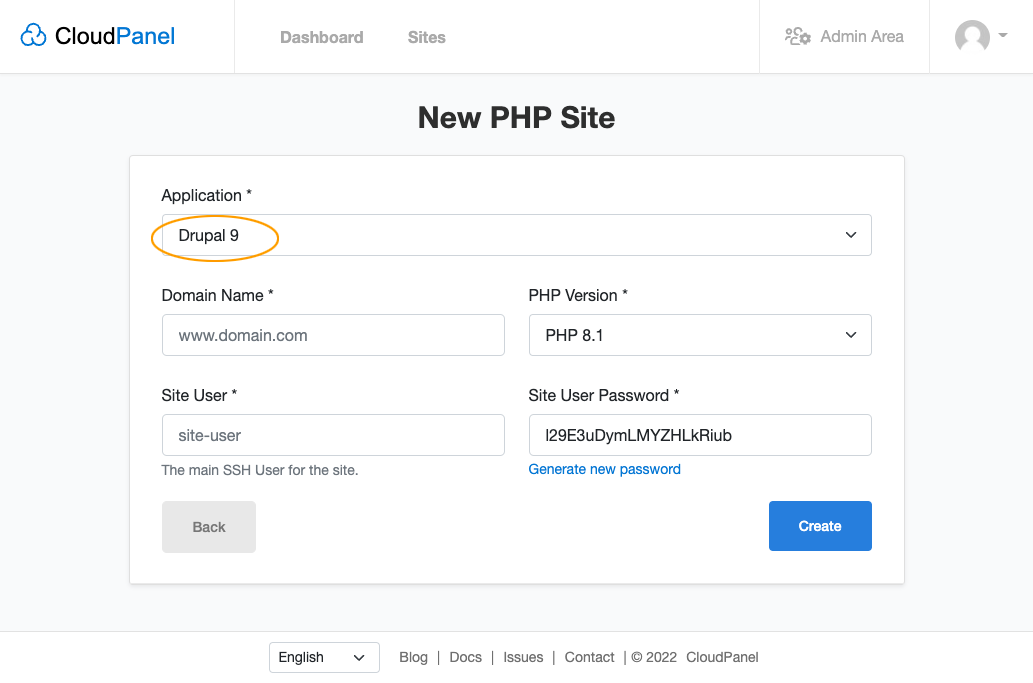 CloudPanel Dashboard Sites Admin Area
New PHP Site
Application *
Drupal 9
Domain Name * PHP Version *
www.domain.com PHP 8.1
Site User * Site User Password *
site-user l29E3uDymLMYZHLkRiub
The main SSH User for the site. Generate new password
Back Create
English Blog | Docs | Issues | Contact | © 2022 CloudPanel